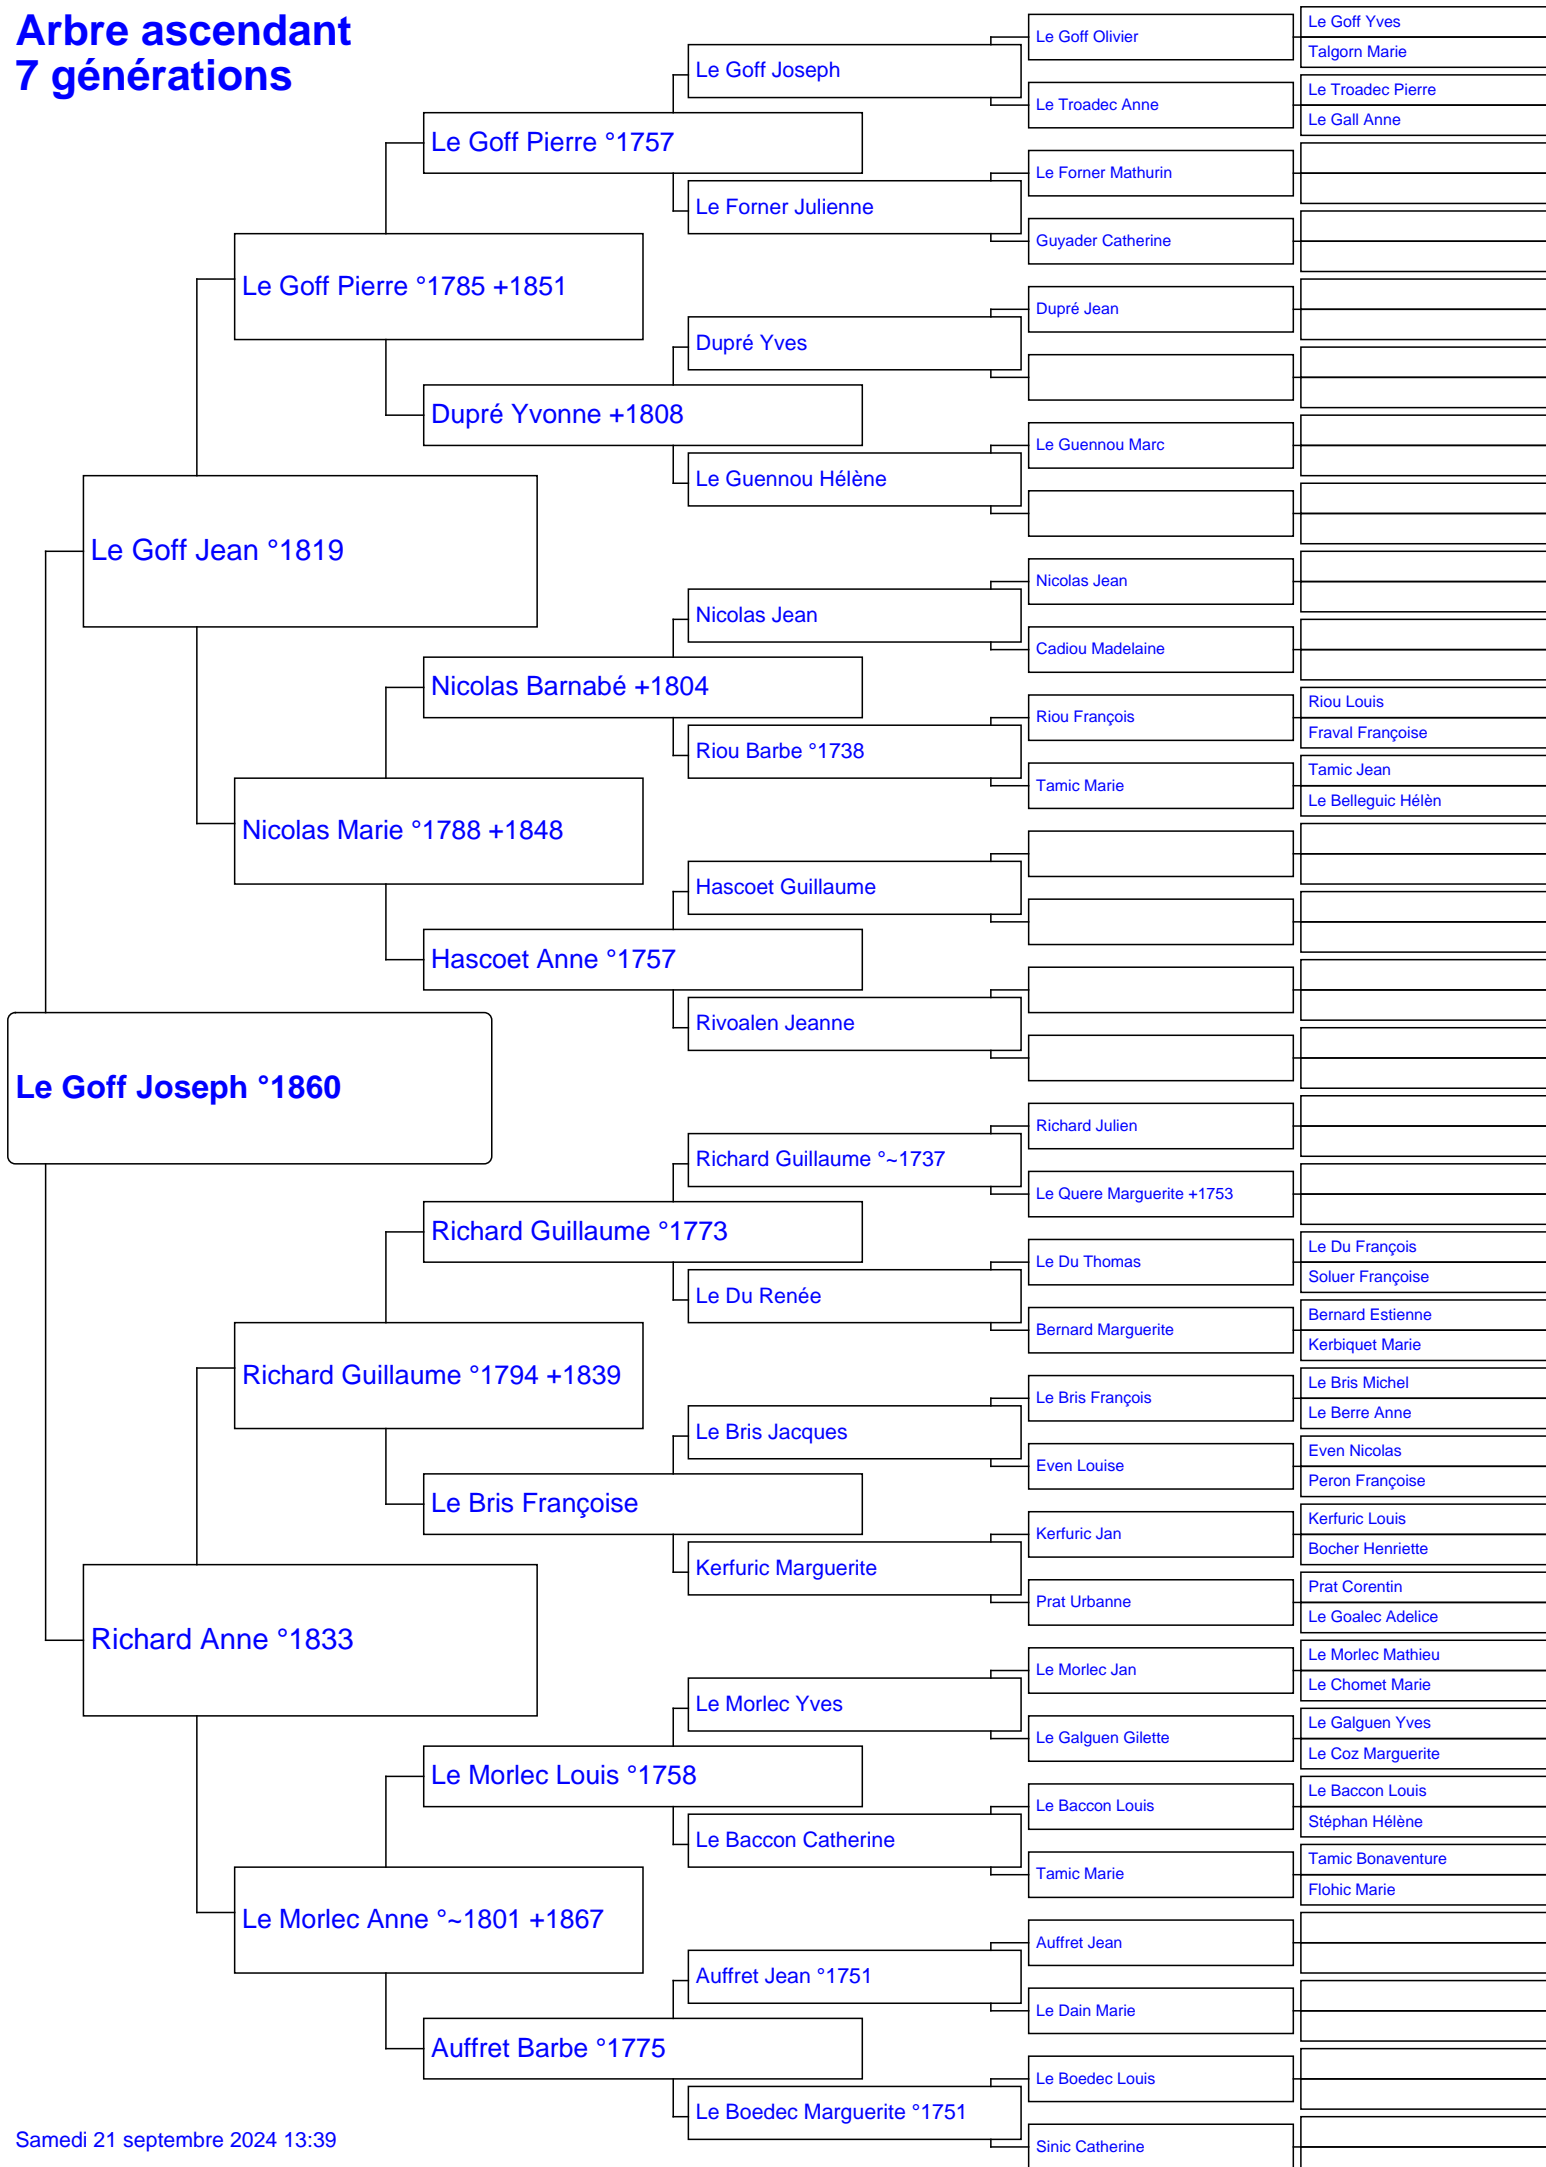 Arbre ascendant
7 générations
Le Goff Joseph °1860
Le Goff Jean °1819
Richard Anne °1833
Le Goff Pierre °1785 +1851
Nicolas Marie °1788 +1848
Richard Guillaume °1794 +1839
Le Morlec Anne °~1801 +1867
Le Goff Pierre °1757
Dupré Yvonne +1808
Nicolas Barnabé +1804
Hascoet Anne °1757
Richard Guillaume °1773
Le Bris Françoise
Le Morlec Louis °1758
Auffret Barbe °1775
Le Goff Joseph
Le Forner Julienne
Dupré Yves
Le Guennou Hélène
Nicolas Jean
Riou Barbe °1738
Hascoet Guillaume
Rivoalen Jeanne
Richard Guillaume °~1737
Le Du Renée
Le Bris Jacques
Kerfuric Marguerite
Le Morlec Yves
Le Baccon Catherine
Auffret Jean °1751
Le Boedec Marguerite °1751
Le Goff Olivier
Le Troadec Anne
Le Forner Mathurin
Guyader Catherine
Dupré Jean
Le Guennou Marc
Nicolas Jean
Cadiou Madelaine
Riou François
Tamic Marie
Richard Julien
Le Quere Marguerite +1753
Le Du Thomas
Bernard Marguerite
Le Bris François
Even Louise
Kerfuric Jan
Prat Urbanne
Le Morlec Jan
Le Galguen Gilette
Le Baccon Louis
Tamic Marie
Auffret Jean
Le Dain Marie
Le Boedec Louis
Sinic Catherine
Le Goff Yves
Talgorn Marie
Le Troadec Pierre
Le Gall Anne
Riou Louis
Fraval Françoise
Tamic Jean
Le Belleguic Hélèn
Le Du François
Soluer Françoise
Bernard Estienne
Kerbiquet Marie
Le Bris Michel
Le Berre Anne
Even Nicolas
Peron Françoise
Kerfuric Louis
Bocher Henriette
Prat Corentin
Le Goalec Adelice
Le Morlec Mathieu
Le Chomet Marie
Le Galguen Yves
Le Coz Marguerite
Le Baccon Louis
Stéphan Hélène
Tamic Bonaventure
Flohic Marie
Samedi 21 septembre 2024 13:39